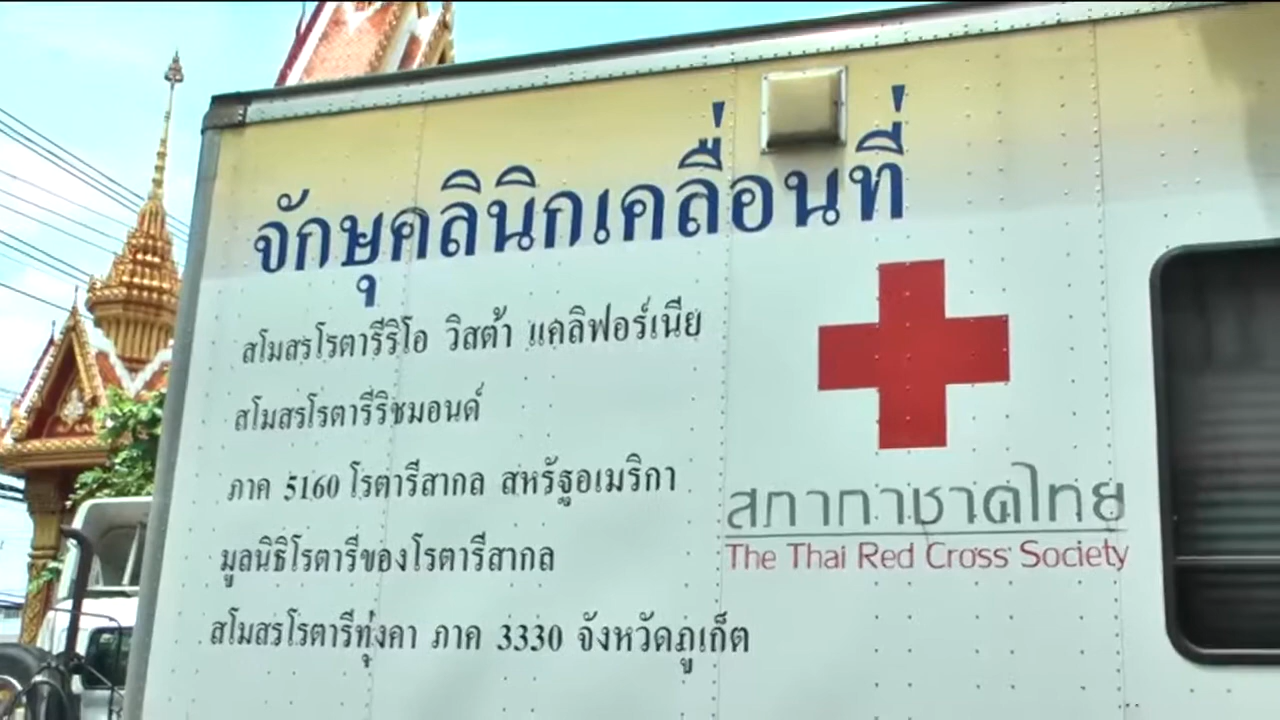 จักษุคลินิกเคลื่อนที่
สโมสรโรตารีริโอ วิสต้า แคลิฟอร์เนีย
สโมสรโรตารีริชมอนด์
ภาค 5160 โรตารีสากล สหรัฐอเมริกา
มูลนิธิโรตารีของโรตารีสากล
สโมสรโรตารีทุ่งคา ภาค 3330 จังหวัดภูเก็ต
สภากาชาดไทย
The Thai Red Cross Society